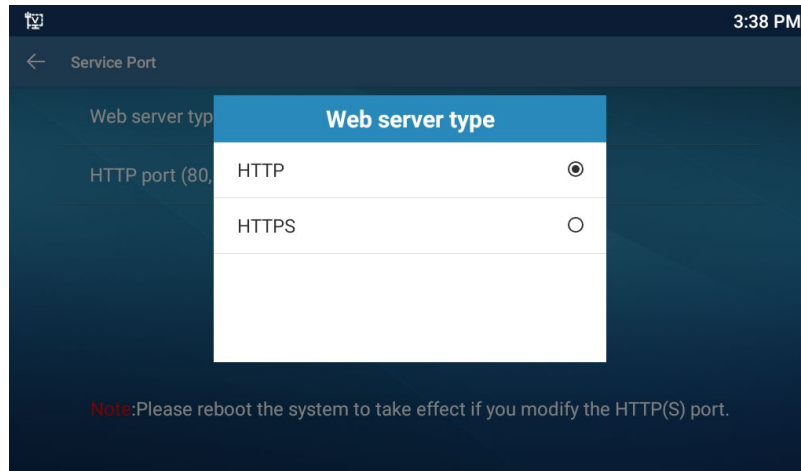 3:38 PM
Service Port
Web server typ
Web server type
HTTP port (80,
HTTP
HTTPS
Note:Please reboot the system to take effect if you modify the HTTP(S) port.